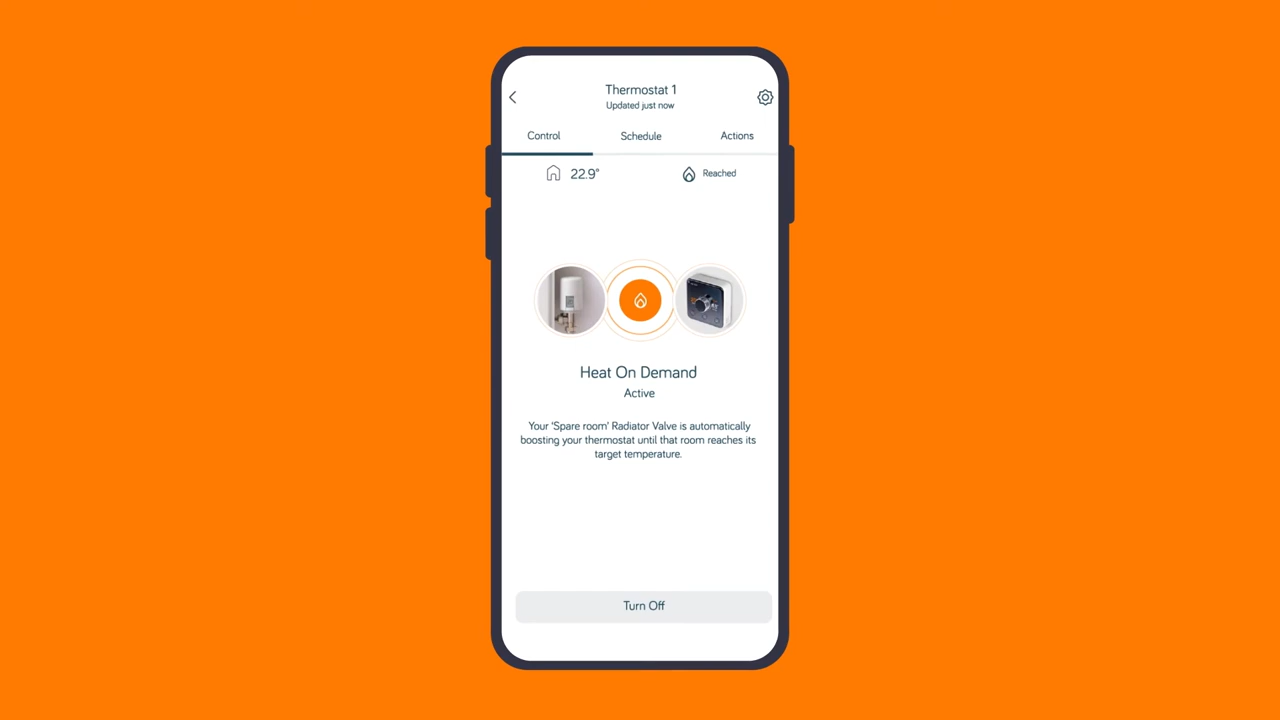 Thermostat 1
Updated just now
Control
Schedule
Actions
22.9°
Reached
Heat On Demand
Active
Your 'Spare room' Radiator Valve is automatically
boosting your thermostat until that room reaches its
target temperature.
Turn Off